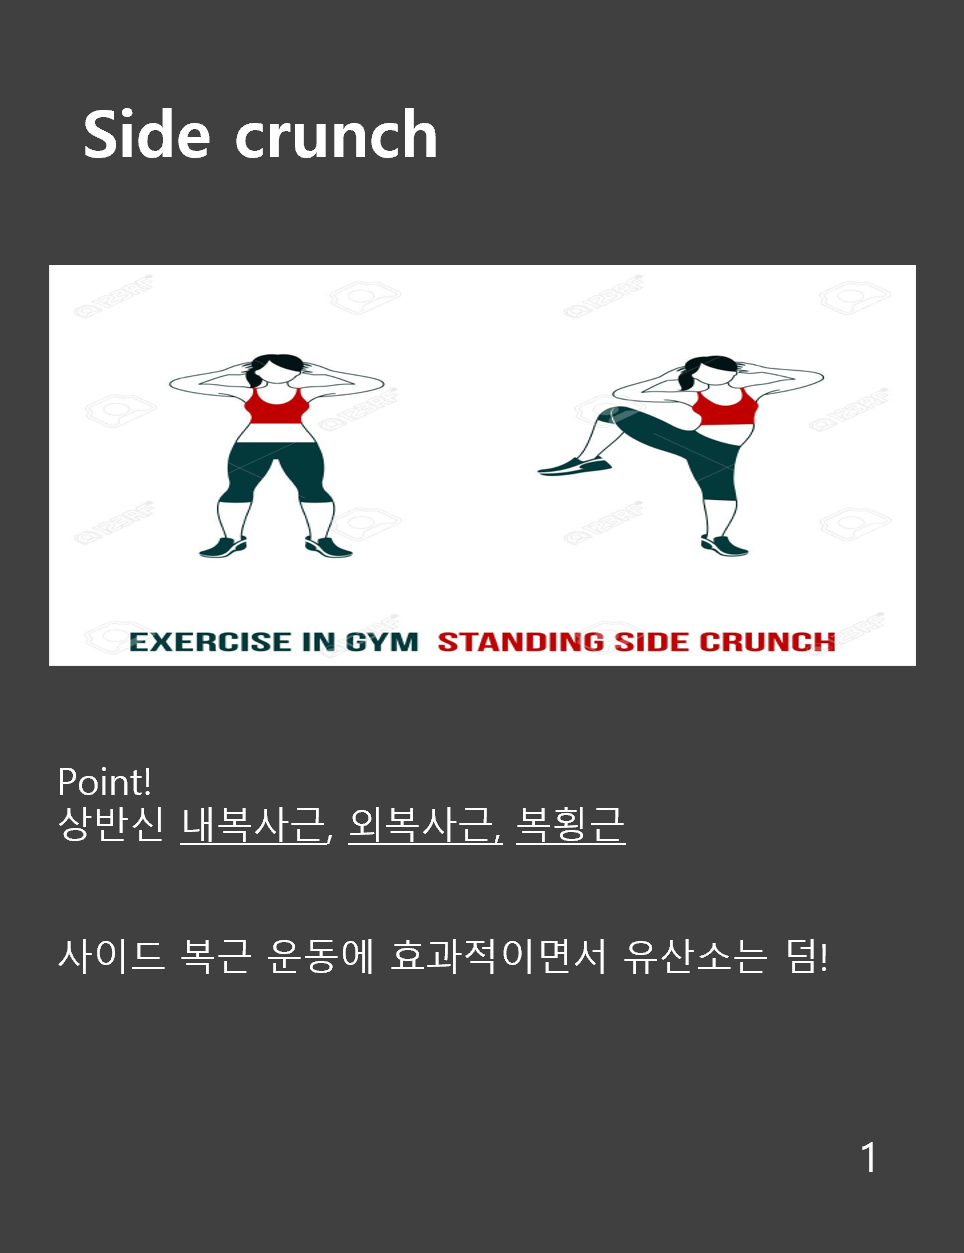 Side crunch
EXERCISE IN GYM STANDING SIDE CRUNCH
Point!
상반신 내복사근, 외복사근, 복횡근
사이드 복근 운동에 효과적이면서 유산소는 덤!
1